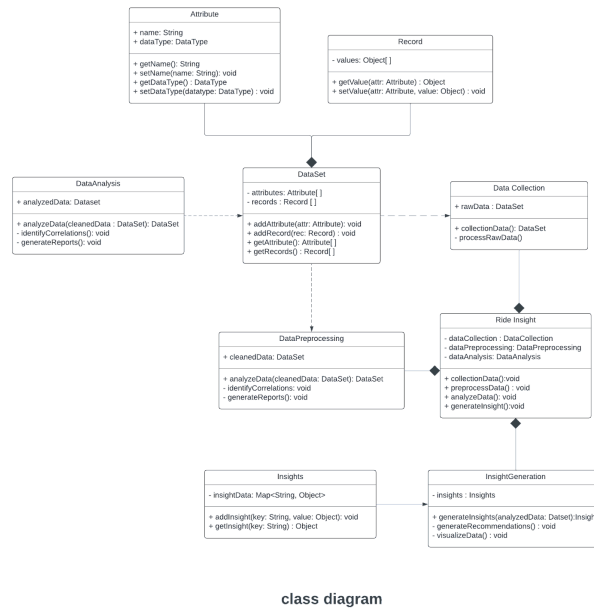 Attribute
+ name: String
+ dataType: DataType
+ getName(): String
+ setName(name: String): void
+ getDataType() : DataType
+ setDataType(datatype: DataType) : void
Record
- values: Object[ ]
+ getValue(attr: Attribute) : Object
+ setValue(attr: Attribute, value: Object) : void
DataAnalysis
+ analyzedData: Dataset
+ analyzeData(cleanedData : DataSet): DataSet
- identifyCorrelations(): void
- generateReports(): void
DataSet
- attributes: Attribute[ ]
- records : Record [ ]
+ addAttribute(attr: Attribute): void
+ addRecord(rec: Record) : void
+ getAttribute(): Attribute[ ]
+ getRecords() : Record[ ]
Data Collection
+ rawData : DataSet
+ collectionData(): DataSet
- processRawData()
DataPreprocessing
+ cleanedData: DataSet
+ analyzeData(cleanedData: DataSet): DataSet
- identifyCorrelations: void
- generateReports(): void
Ride Insight
- dataCollection : DataCollection
- dataPreprocessing: DataPreprocessing
- dataAnalysis: DataAnalysis
+ collectionData():void
+ preprocessData() : void
+ analyzeData(): void
+ generateInsight():void
Insights
- insightData: Map<String, Object>
+ addInsight(key: String, value: Object): void
+ getInsight(key: String) : Object
InsightGeneration
- insights : Insights
+ generateInsights(analyzedData: Datset):Insigh
- generateRecommendations() : void
- visualizeData() : void
class diagram